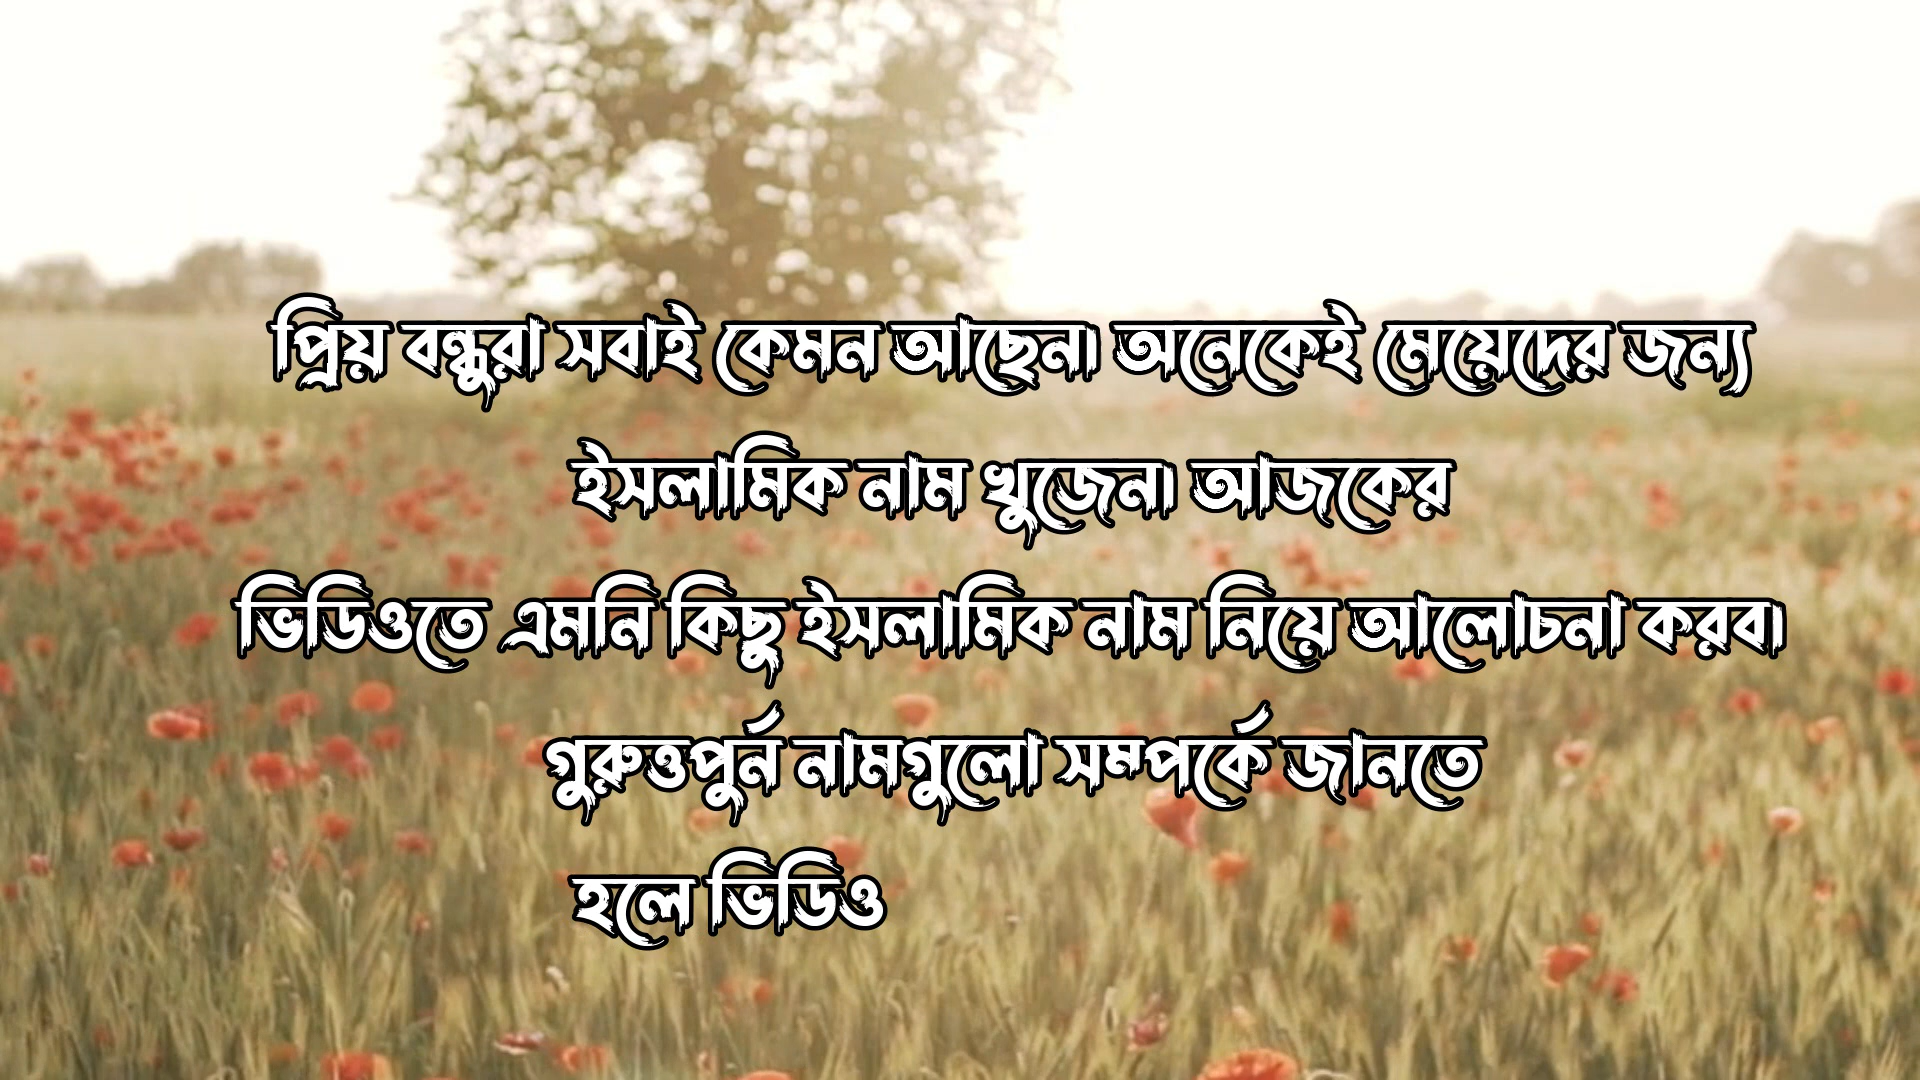 প্রিয় বন্ধুরা সবাই কেমন আছেন। অনেকেই মেয়েদের জন্য
ইসলামিক নাম খুজেন। আজকের
ভিডিওতে এমনি কিছু ইসলামিক নাম নিয়ে আলোচনা করব।
গুরুত্তপুর্ন নামগুলো সম্পর্কে জানতে
হলে ভিডিও